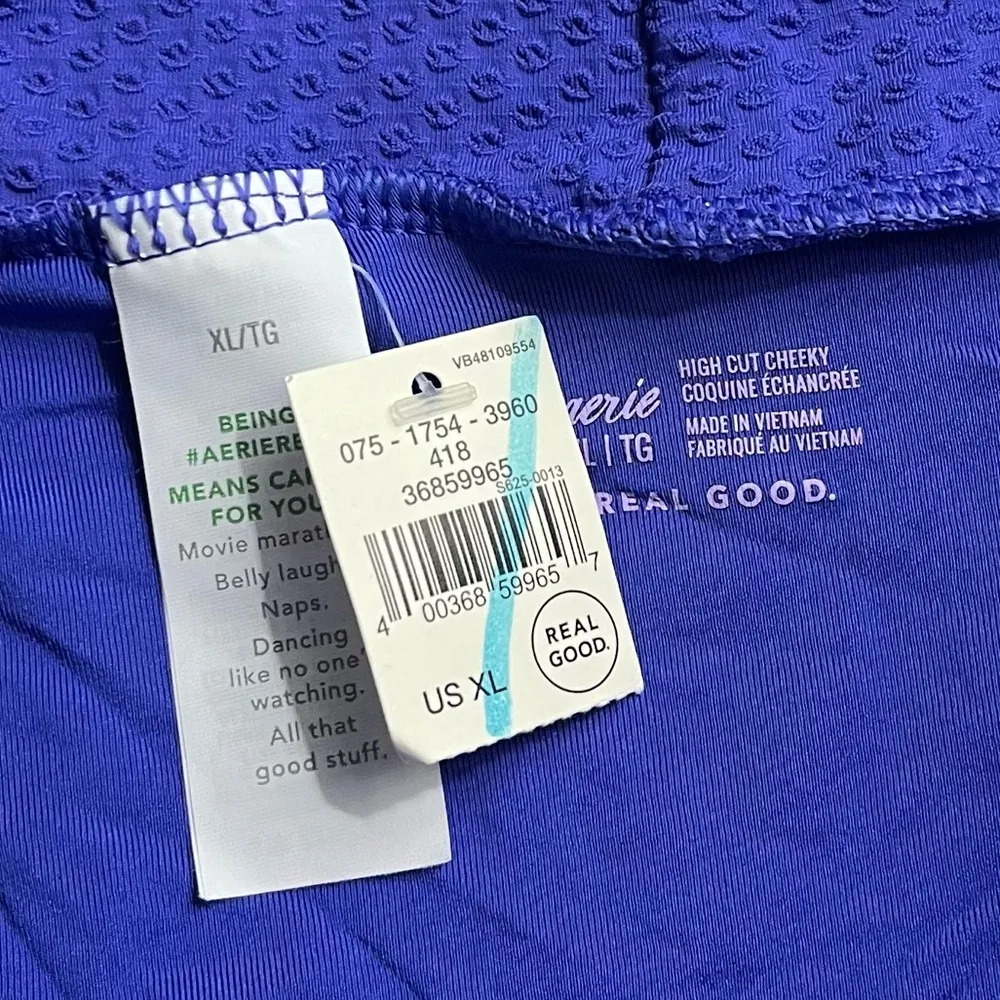 XL/TG
BEING
#AERIERE
MEANS CA
FOR YOU
Movie marat
Belly laugh
Naps.
Dancing
like no one'
watching.
All that
good stuff.
VB48109554
075 - 1754 - 3960
418
36859965
S625-0013
4 00368 59965 7
REAL
GOOD.
US XL
aerie
L | TG
HIGH CUT CHEEKY
COQUINE ÉCHANCRÉE
MADE IN VIETNAM
FABRIQUÉ AU VIETNAM
REAL GOOD.